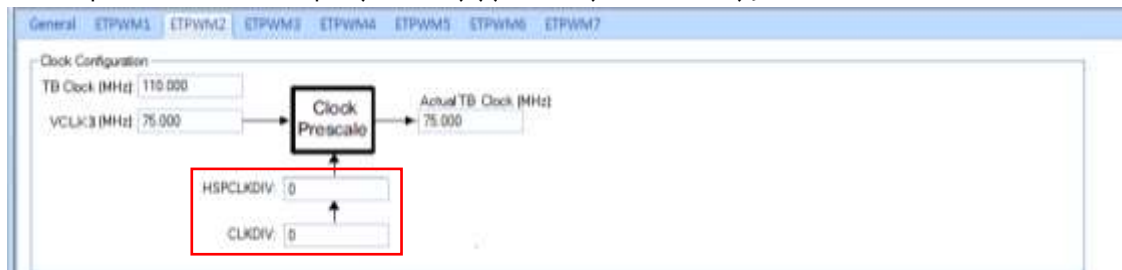 General ETPWM1 ETPWM2 ETPWM3 ETPWM4 ETPWM5 ETPWM6 ETPWM7
Clock Configuration
TB Clock (MHz): 110.000
VCLK3 (MHz): 75.000
Clock
Prescale
Actual TB Clock (MHz):
75.000
HSPCLKDIV: 0
CLKDIV: 0